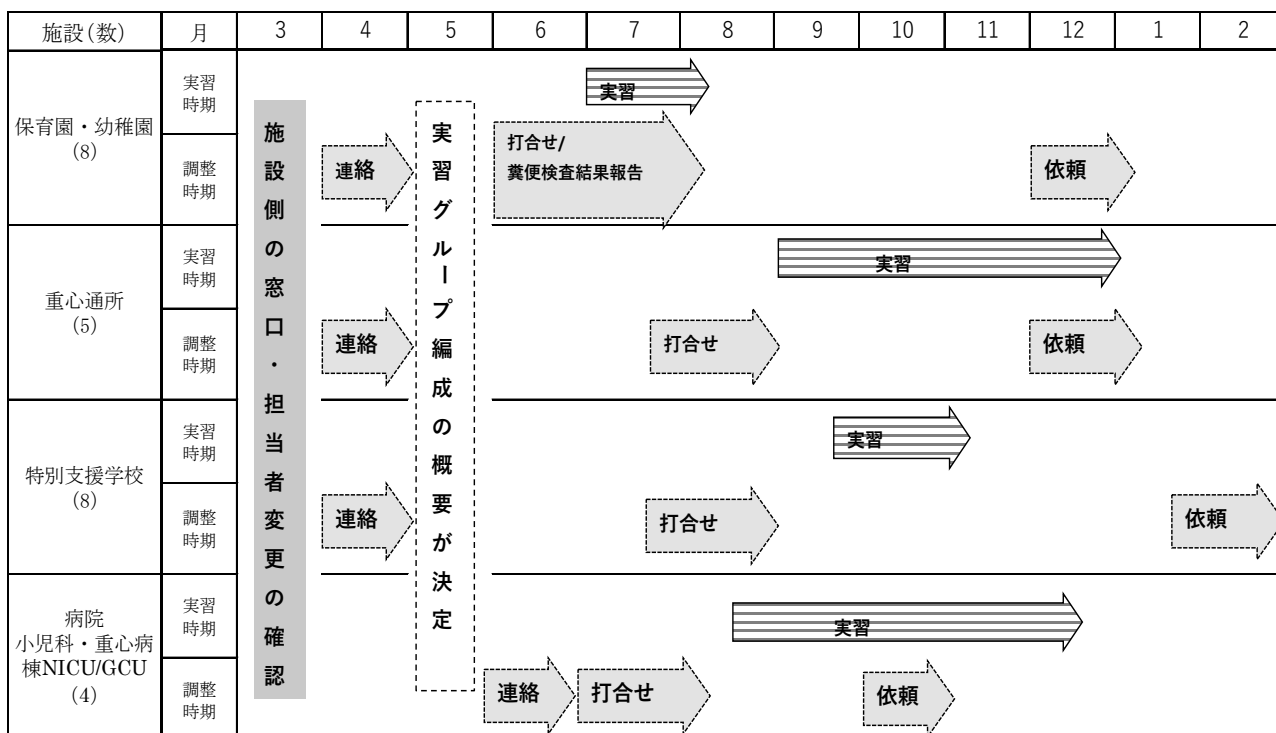 施設(数) 月 3 4 5 6 7 8 9 10 11 12 1 2
保育園・幼稚園
(8)
実習
時期
実習
調整
時期
連絡
打合せ/
糞便検査結果報告
依頼
重心通所
(5)
実習
時期
実習
調整
時期
連絡
打合せ
依頼
特別支援学校
(8)
実習
時期
実習
調整
時期
連絡
打合せ
依頼
病院
小児科・重心病
棟NICU/GCU
(4)
実習
時期
実習
調整
時期
連絡
打合せ
依頼
施設側の窓口・担当者変更の確認
実習グループ編成の概要が決定